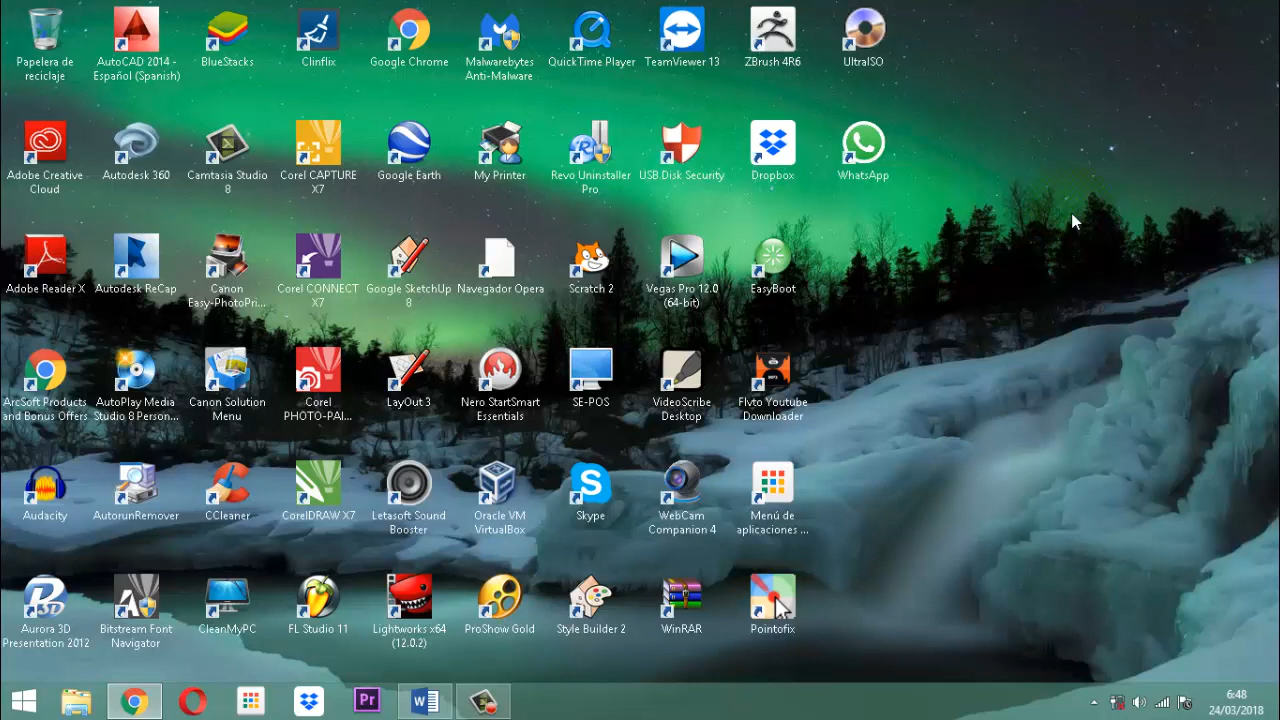 Papelera de
reciclaje
AutoCAD 2014 -
Español (Spanish)
BlueStacks
Clinflix
Google Chrome
Malwarebytes
Anti-Malware
QuickTime Player
TeamViewer 13
ZBrush 4R6
UltraISO
Adobe Creative
Cloud
Autodesk 360
Camtasia Studio
8
Corel CAPTURE
X7
Google Earth
My Printer
Revo Uninstaller
Pro
USB Disk Security
Dropbox
WhatsApp
Adobe Reader X
Autodesk ReCap
Canon
Easy-PhotoPri...
Corel CONNECT
X7
Google SketchUp
8
Navegador Opera
Scratch 2
Vegas Pro 12.0
(64-bit)
EasyBoot
ArcSoft Products
and Bonus Offers
AutoPlay Media
Studio 8 Person...
Canon Solution
Menu
Corel
PHOTO-PAI...
LayOut 3
Nero StartSmart
Essentials
SE-POS
VideoScribe
Desktop
Flvto Youtube
Downloader
Audacity
AutorunRemover
CCleaner
CorelDRAW X7
Letasoft Sound
Booster
Oracle VM
VirtualBox
Skype
WebCam
Companion 4
Menú de
aplicaciones ...
Aurora 3D
Presentation 2012
Bitstream Font
Navigator
CleanMyPC
FL Studio 11
Lightworks x64
(12.0.2)
ProShow Gold
Style Builder 2
WinRAR
Pointofix
Pr
6:48
24/03/2018